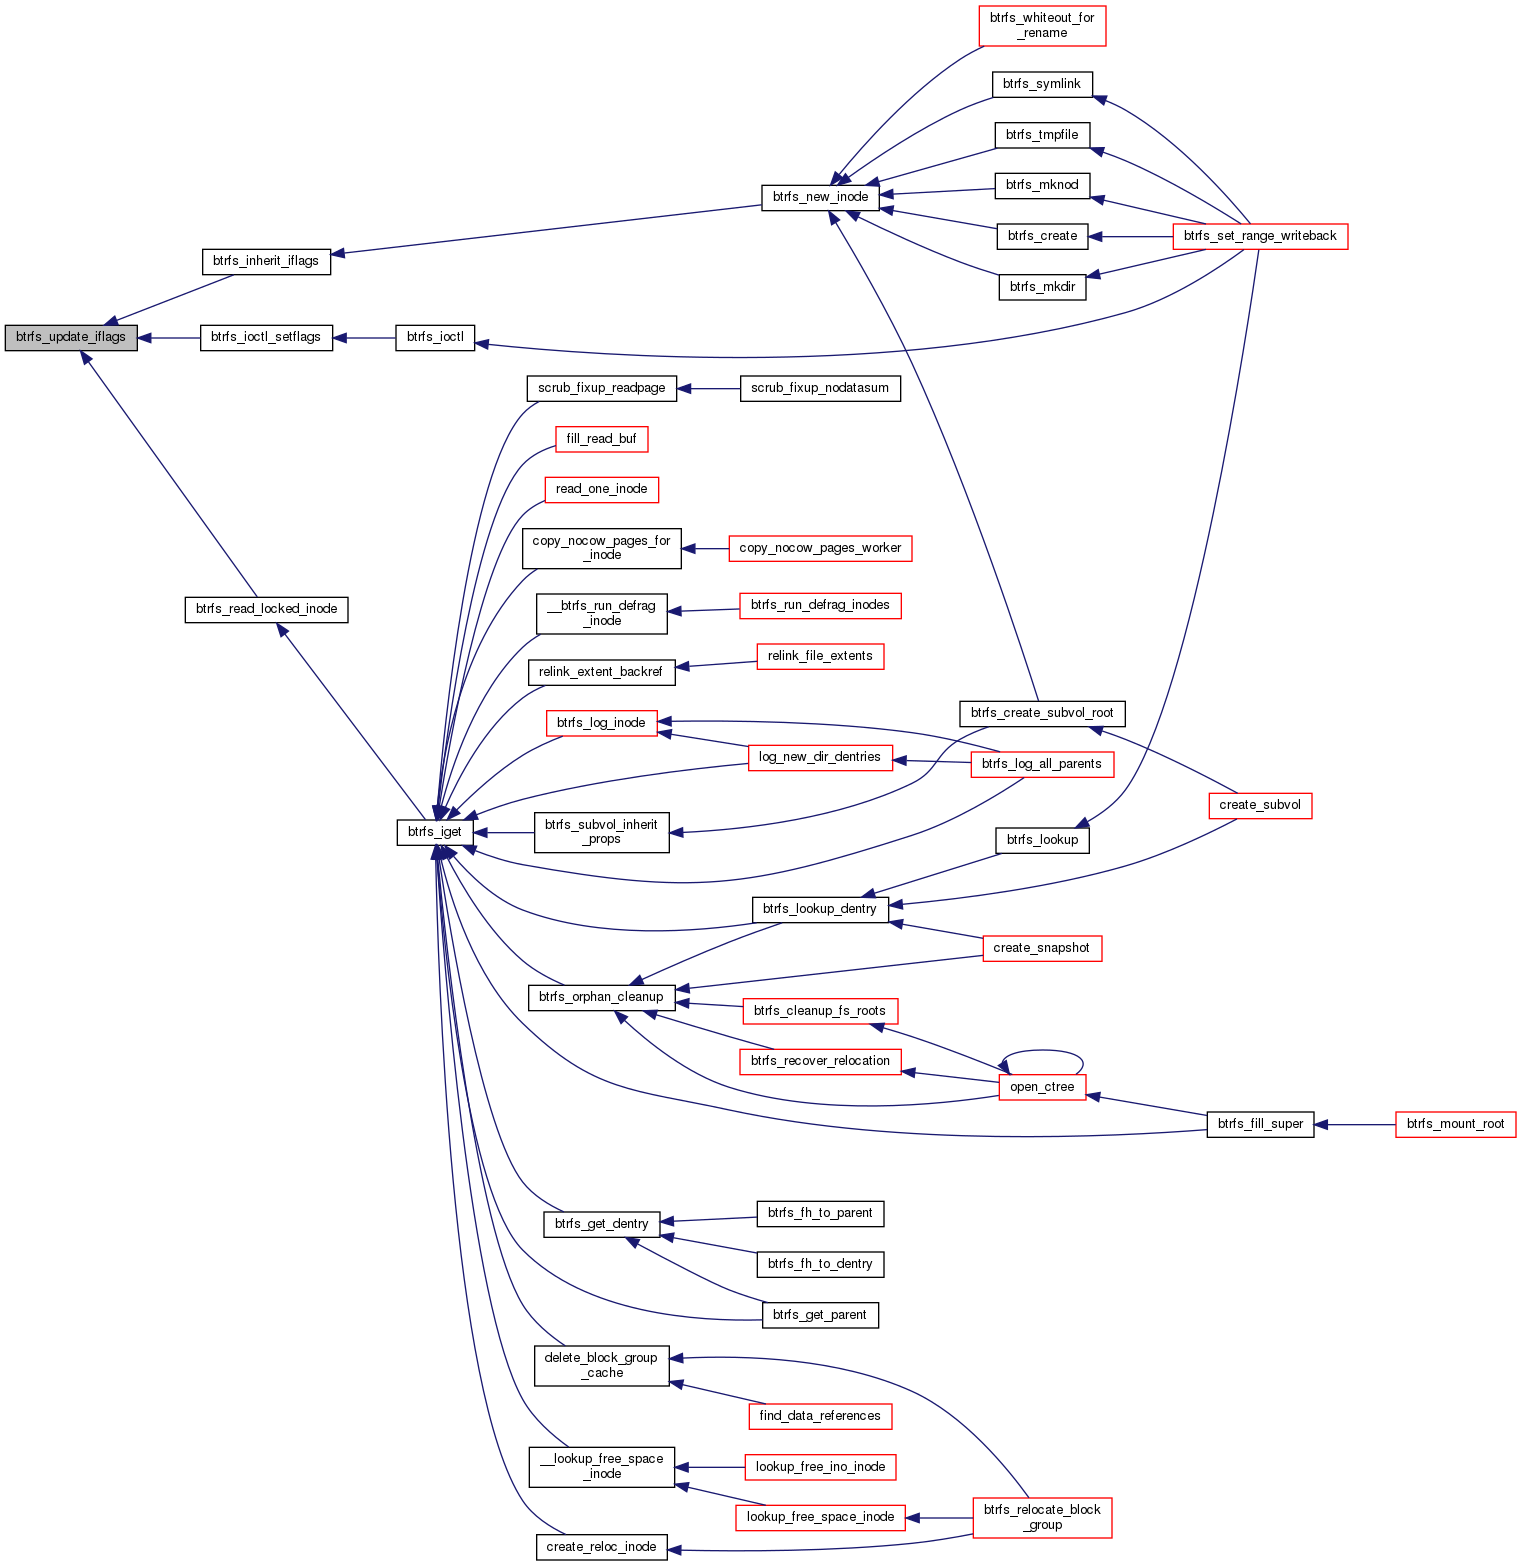 btrfs_whiteout_for
_rename
btrfs_symlink
btrfs_tmpfile
btrfs_mknod
btrfs_new_inode
btrfs_create
btrfs_set_range_writeback
btrfs_inherit_iflags
btrfs_mkdir
btrfs_update_iflags
btrfs_ioctl_setflags
btrfs_ioctl
scrub_fixup_readpage
scrub_fixup_nodatasum
fill_read_buf
read_one_inode
copy_nocow_pages_for
_inode
copy_nocow_pages_worker
__btrfs_run_defrag
_inode
btrfs_run_defrag_inodes
btrfs_read_locked_inode
relink_extent_backref
relink_file_extents
btrfs_create_subvol_root
btrfs_log_inode
log_new_dir_dentries
btrfs_log_all_parents
create_subvol
btrfs_iget
btrfs_subvol_inherit
_props
btrfs_lookup
btrfs_lookup_dentry
create_snapshot
btrfs_orphan_cleanup
btrfs_cleanup_fs_roots
btrfs_recover_relocation
open_ctree
btrfs_fill_super
btrfs_mount_root
btrfs_get_dentry
btrfs_fh_to_parent
btrfs_fh_to_dentry
btrfs_get_parent
delete_block_group
_cache
find_data_references
__lookup_free_space
_inode
lookup_free_ino_inode
lookup_free_space_inode
btrfs_relocate_block
_group
create_reloc_inode